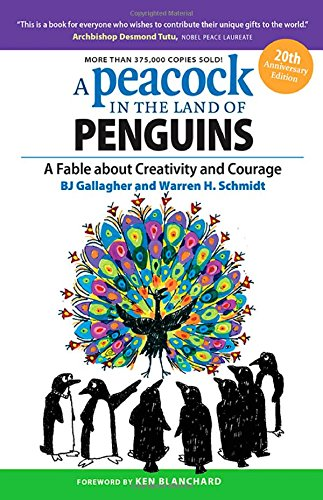 "This is a book for everyone who wishes to contribute their unique gifts to the world."
Archbishop Desmond Tutu, NOBEL PEACE LAUREATE
20th
Anniversary
Edition
MORE THAN 375,000 COPIES SOLD!
A peacock
IN THE LAND OF
PENGUINS
A Fable about Creativity and Courage
BJ Gallagher and Warren H. Schmidt
FOREWORD BY KEN BLANCHARD